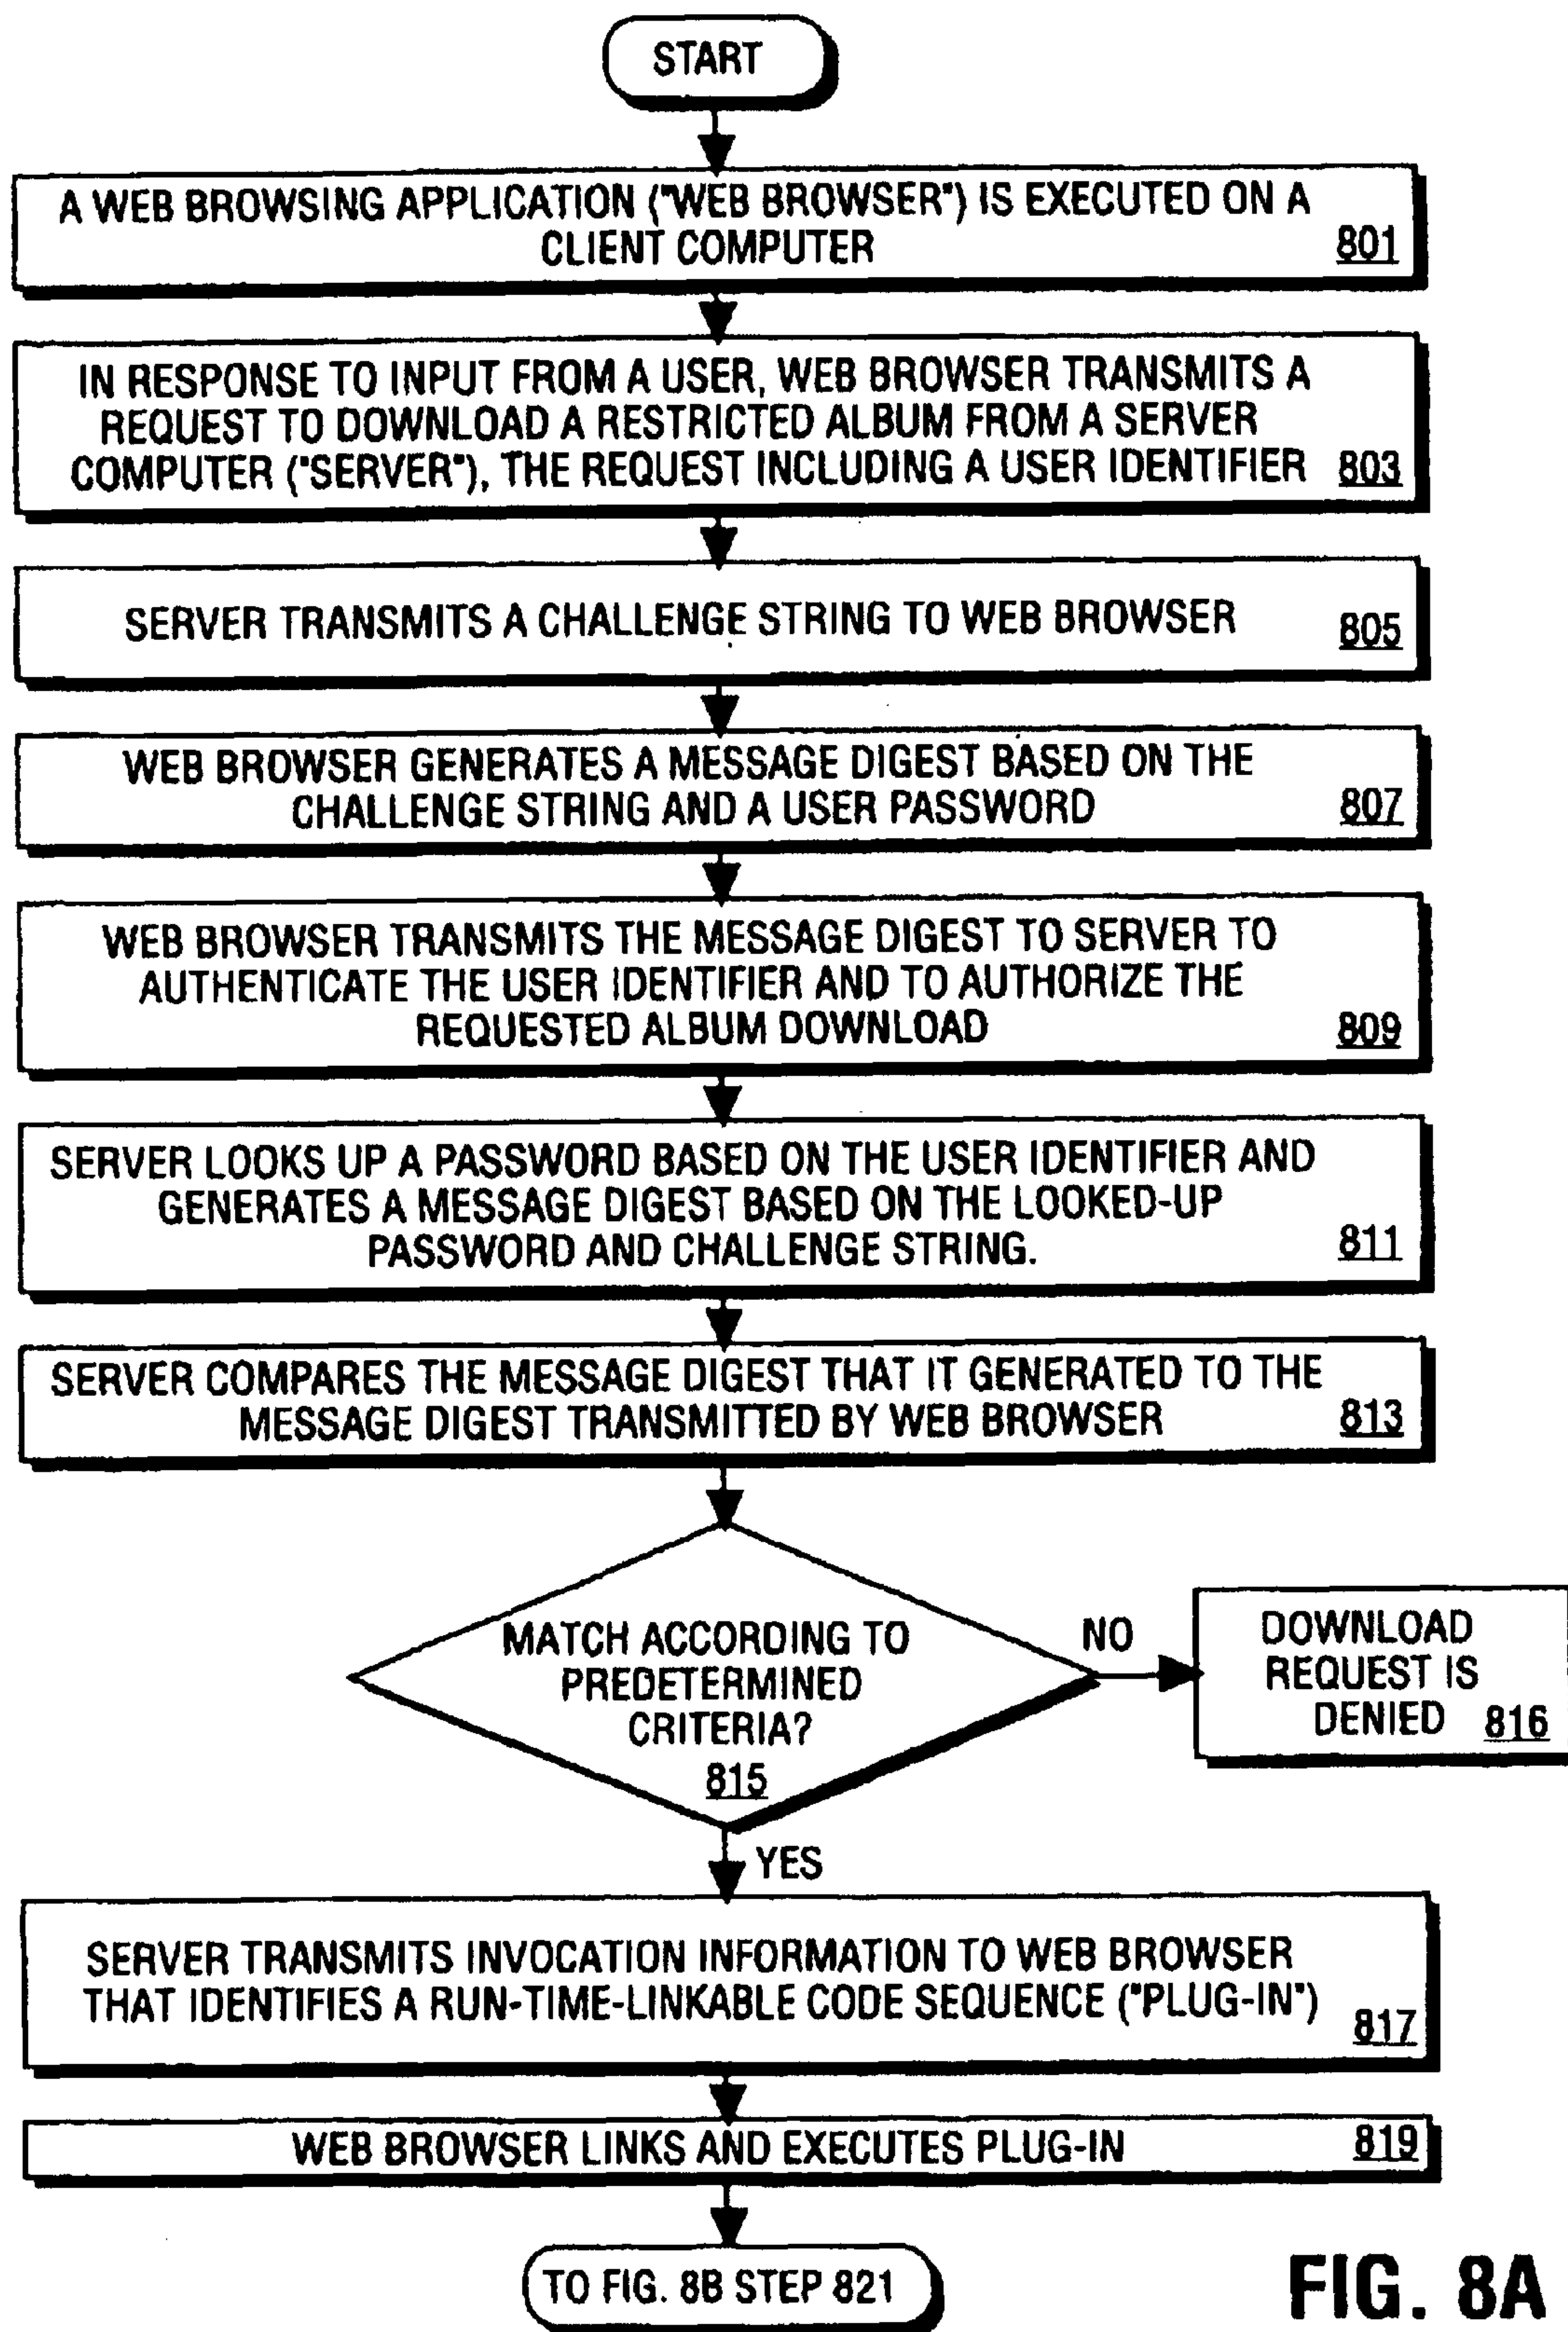 START
A WEB BROWSING APPLICATION ("WEB BROWSER") IS EXECUTED ON A
CLIENT COMPUTER
801
IN RESPONSE TO INPUT FROM A USER, WEB BROWSER TRANSMITS A
REQUEST TO DOWNLOAD A RESTRICTED ALBUM FROM A SERVER
COMPUTER ("SERVER"), THE REQUEST INCLUDING A USER IDENTIFIER
803
SERVER TRANSMITS A CHALLENGE STRING TO WEB BROWSER
805
WEB BROWSER GENERATES A MESSAGE DIGEST BASED ON THE
CHALLENGE STRING AND A USER PASSWORD
807
WEB BROWSER TRANSMITS THE MESSAGE DIGEST TO SERVER TO
AUTHENTICATE THE USER IDENTIFIER AND TO AUTHORIZE THE
REQUESTED ALBUM DOWNLOAD
809
SERVER LOOKS UP A PASSWORD BASED ON THE USER IDENTIFIER AND
GENERATES A MESSAGE DIGEST BASED ON THE LOOKED-UP
PASSWORD AND CHALLENGE STRING.
811
SERVER COMPARES THE MESSAGE DIGEST THAT IT GENERATED TO THE
MESSAGE DIGEST TRANSMITTED BY WEB BROWSER
813
MATCH ACCORDING TO
PREDETERMINED
CRITERIA?
815
NO
DOWNLOAD
REQUEST IS
DENIED
816
YES
SERVER TRANSMITS INVOCATION INFORMATION TO WEB BROWSER
THAT IDENTIFIES A RUN-TIME-LINKABLE CODE SEQUENCE ("PLUG-IN")
817
WEB BROWSER LINKS AND EXECUTES PLUG-IN
819
TO FIG. 8B STEP 821
FIG. 8A